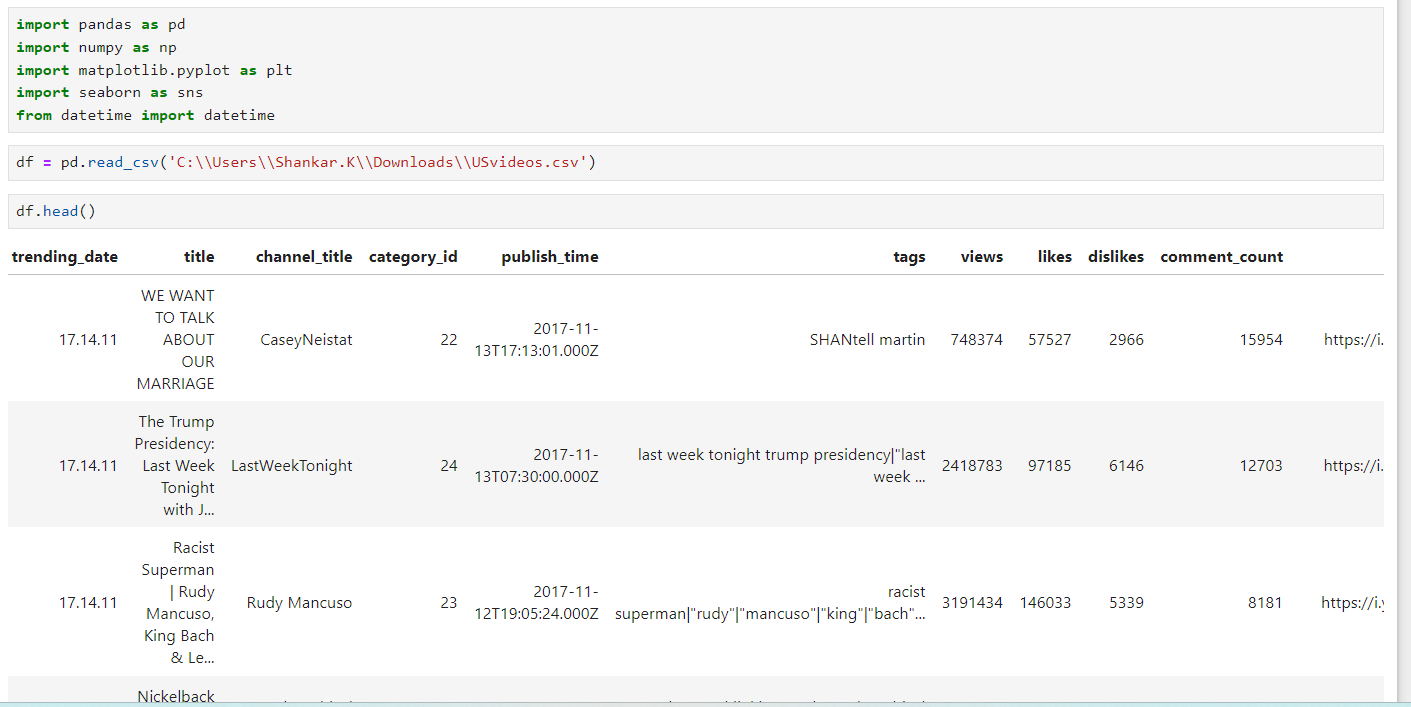 import pandas as pd
import numpy as np
import matplotlib.pyplot as plt
import seaborn as sns
from datetime import datetime
df = pd.read_csv('C:\\Users\\Shankar.K\\Downloads\\USvideos.csv')
df.head()
trending_date title channel_title category_id publish_time tags views likes dislikes comment_count
WE WANT
TO TALK
ABOUT
OUR
MARRIAGE
17.14.11 CaseyNeistat 22 2017-11-
13T17:13:01.000Z SHANtell martin 748374 57527 2966 15954 https://i.
The Trump
Presidency:
Last Week
Tonight
with J...
17.14.11 LastWeekTonight 24 2017-11-
13T07:30:00.000Z last week tonight trump presidency|"last
week ... 2418783 97185 6146 12703 https://i.
Racist
Superman
| Rudy
Mancuso,
King Bach
& Le...
17.14.11 Rudy Mancuso 23 2017-11-
12T19:05:24.000Z racist
superman|"rudy"|"mancuso"|"king"|"bach"... 3191434 146033 5339 8181 https://i.
Nickelback